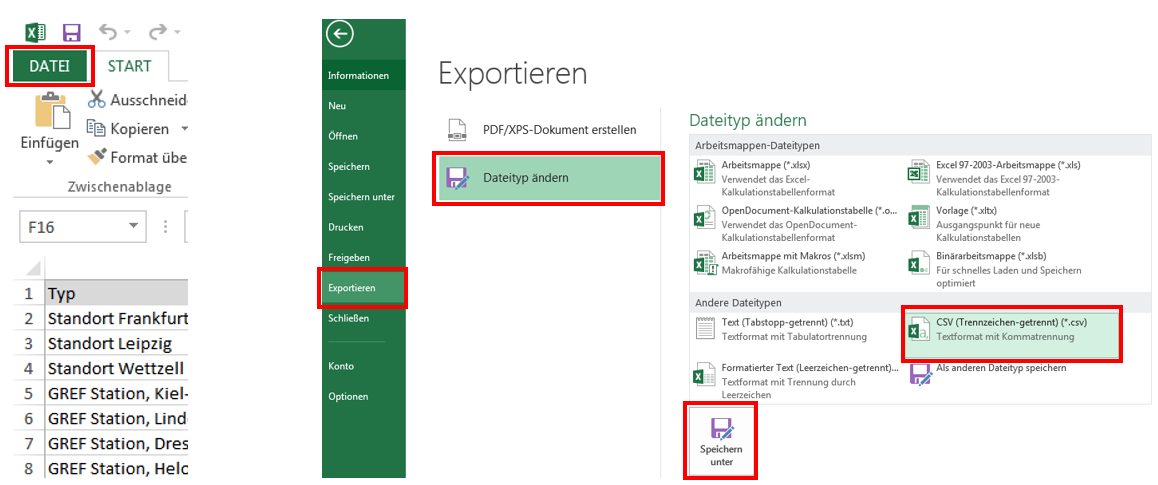 DATEI
START
Ausschneid
Kopieren
Einfügen
Format übe
Zwischenablage
F16
1 Typ
2 Standort Frankfurt
3 Standort Leipzig
4 Standort Wettzell
5 GREF Station, Kiel-
6 GREF Station, Lind
7 GREF Station, Dres
8 GREF Station, Helc
Informationen
Neu
Öffnen
Speichern
Speichern unter
Drucken
Freigeben
Exportieren
Schließen
Konto
Optionen
Exportieren
PDF/XPS-Dokument erstellen
Dateityp ändern
Dateityp ändern
Arbeitsmappen-Dateitypen
Arbeitsmappe (*.xlsx)
Verwendet das Excel-
Kalkulationstabellenformat
Excel 97-2003-Arbeitsmappe (*.xls)
Verwendet das Excel 97-2003-
Kalkulationstabellenformat
OpenDocument-Kalkulationstabelle (*.o...
Verwendet das OpenDocument-
Kalkulationstabellenformat
Vorlage (*.xltx)
Ausgangspunkt für neue
Kalkulationstabellen
Arbeitsmappe mit Makros (*.xlsm)
Makrofähige Kalkulationstabelle
Binärarbeitsmappe (*.xlsb)
Für schnelles Laden und Speichern
optimiert
Andere Dateitypen
Text (Tabstopp-getrennt) (*.txt)
Textformat mit Tabulatortrennung
CSV (Trennzeichen-getrennt) (*.csv)
Textformat mit Kommatrennung
Formatierter Text (Leerzeichen-getrennt)...
Textformat mit Trennung durch
Leerzeichen
Als anderen Dateityp speichern
Speichern
unter